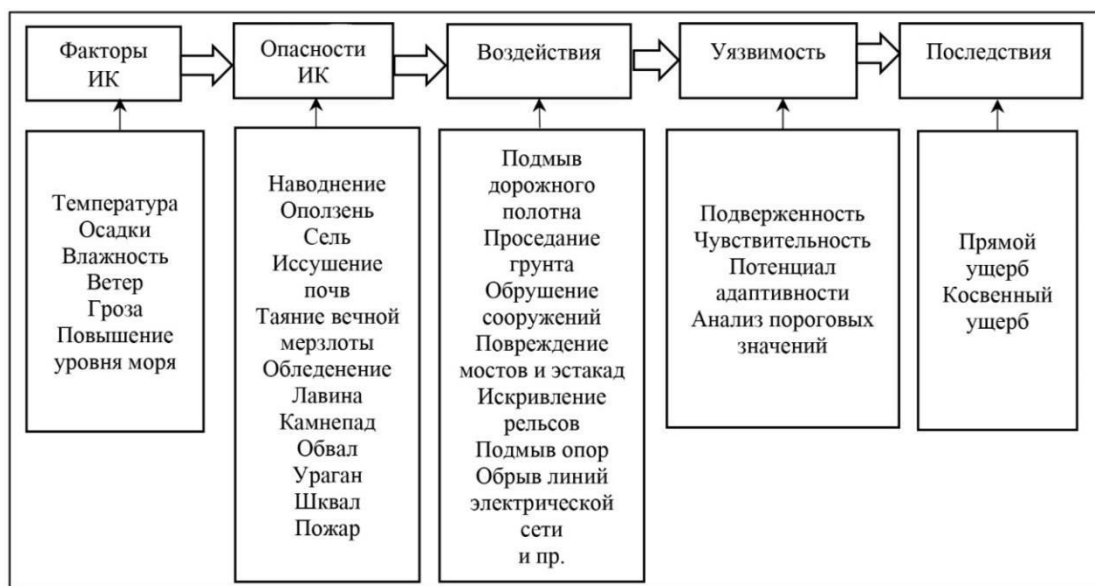 Факторы
ИК
Опасности
ИК
Воздействия
Уязвимость
Последствия
Температура
Осадки
Влажность
Ветер
Гроза
Повышение
уровня моря
Наводнение
Оползень
Сель
Иссушение
почв
Таяние вечной
мерзлоты
Обледенение
Лавина
Камнепад
Обвал
Ураган
Шквал
Пожар
Подмыв
дорожного
полотна
Проседание
грунта
Обрушение
сооружений
Повреждение
мостов и эстакад
Искривление
рельсов
Подмыв опор
Обрыв линий
электрической
сети
и пр.
Подверженность
Чувствительность
Потенциал
адаптивности
Анализ пороговых
значений
Прямой
ущерб
Косвенный
ущерб